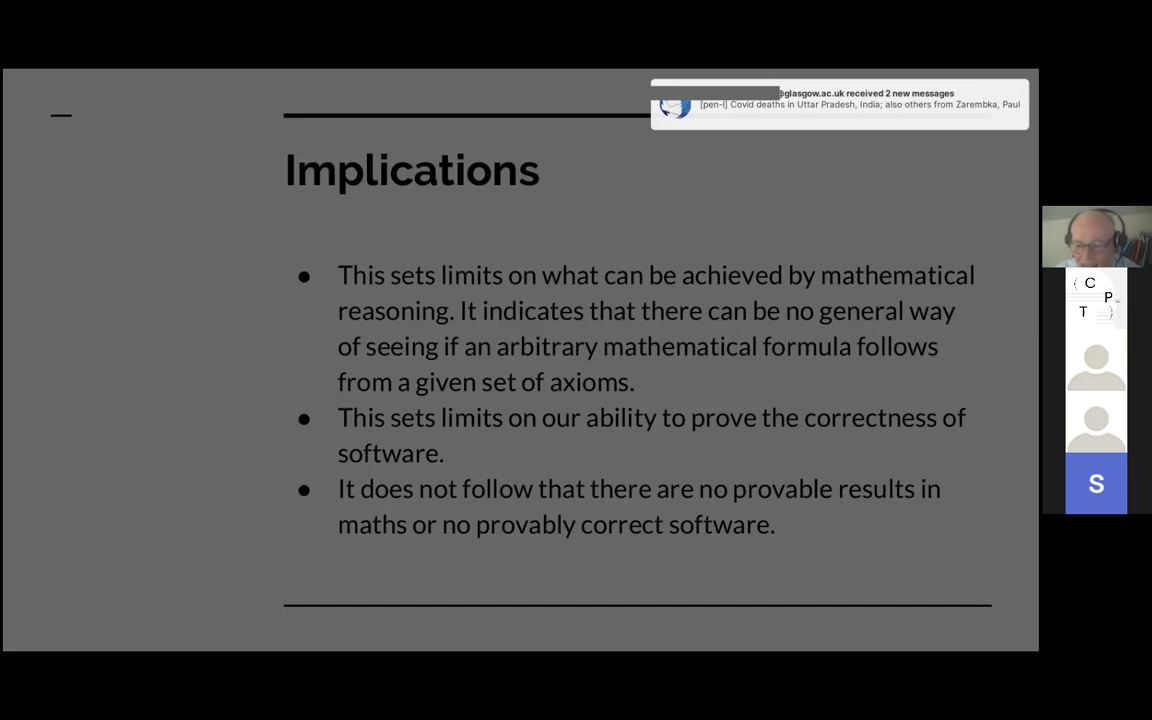 @glasgow.ac.uk received 2 new messages
[pen-l] Covid deaths in Uttar Pradesh, India; also others from Zarembka, Paul
Implications
● This sets limits on what can be achieved by mathematical
reasoning. It indicates that there can be no general way
of seeing if an arbitrary mathematical formula follows
from a given set of axioms.
● This sets limits on our ability to prove the correctness of
software.
● It does not follow that there are no provable results in
maths or no provably correct software.
C
P
T
S